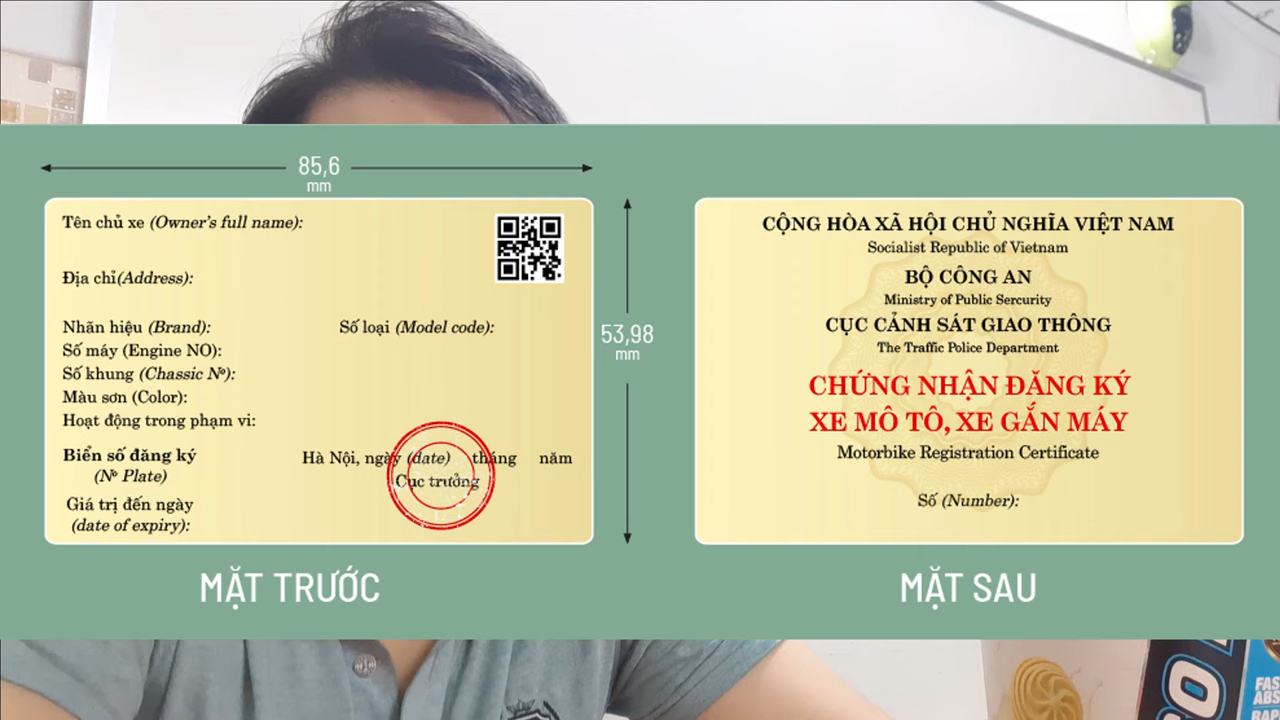 85,6
mm
Tên chủ xe (Owner's full name):
Địa chỉ(Address):
Nhãn hiệu (Brand):
Số loại (Model code):
Số máy (Engine NO):
Số khung (Chassic Nº):
Màu sơn (Color):
Hoạt động trong phạm vi:
Biển số đăng ký
(Nº Plate)
Hà Nội, ngày (date) tháng năm
Cục trưởng
Giá trị đến ngày
(date of expiry):
53,98
mm
MẶT TRƯỚC
CỘNG HÒA XÃ HỘI CHỦ NGHĨA VIỆT NAM
Socialist Republic of Vietnam
BỘ CÔNG AN
Ministry of Public Sercurity
CỤC CẢNH SÁT GIAO THÔNG
The Traffic Police Department
CHỨNG NHẬN ĐĂNG KÝ
XE MÔ TÔ, XE GẮN MÁY
Motorbike Registration Certificate
Số (Number):
MẶT SAU
FAS
ABS